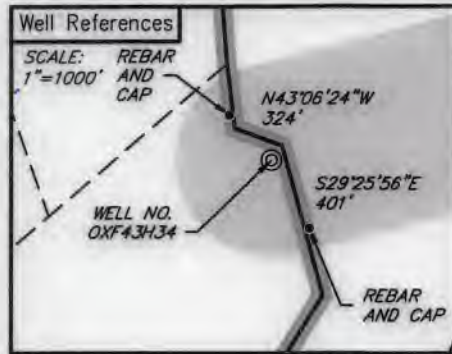 Well References
SCALE:
1"=1000'
REBAR
AND
CAP
N43°06'24"W
324'
S29°25'56"E
401'
WELL NO.
OXF43H34
REBAR
AND CAP